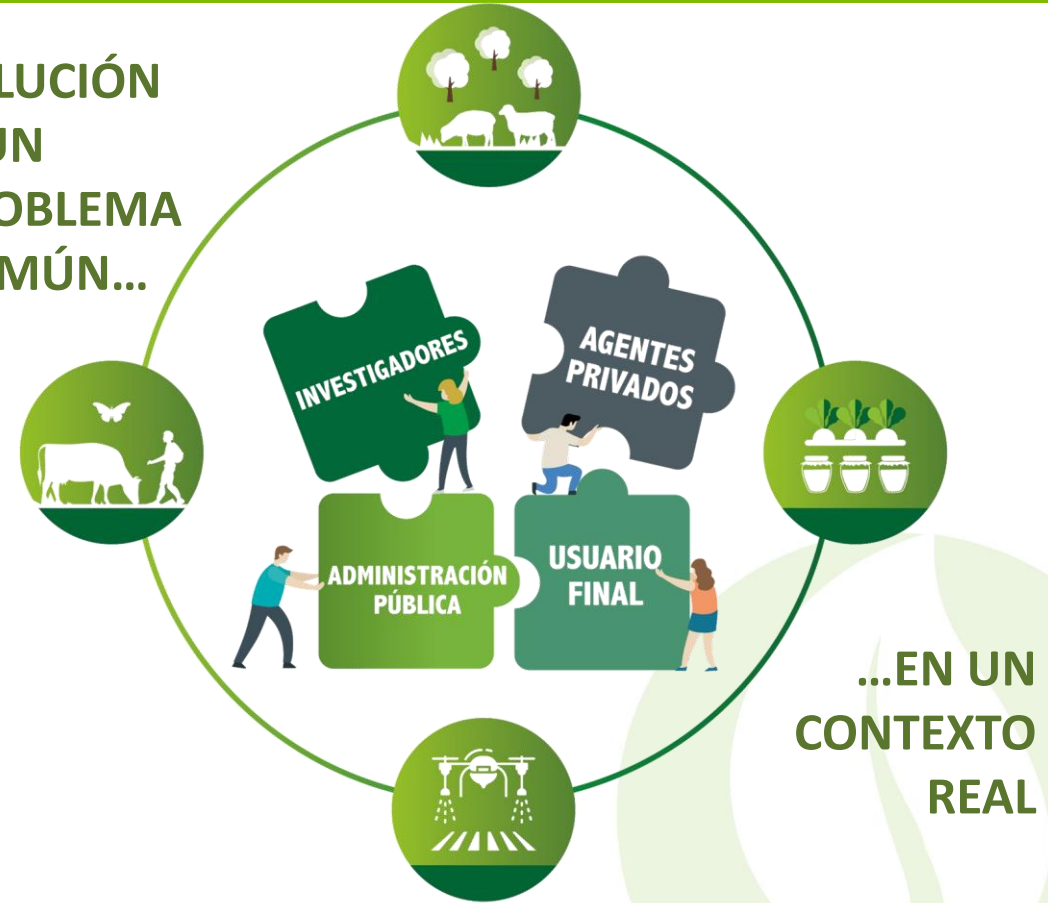 LUCIÓN
UN
OBLEMA
MÚN...
INVESTIGADORES
AGENTES
PRIVADOS
ADMINISTRACIÓN
PÚBLICA
USUARIO
FINAL
...EN UN
CONTEXTO
REAL